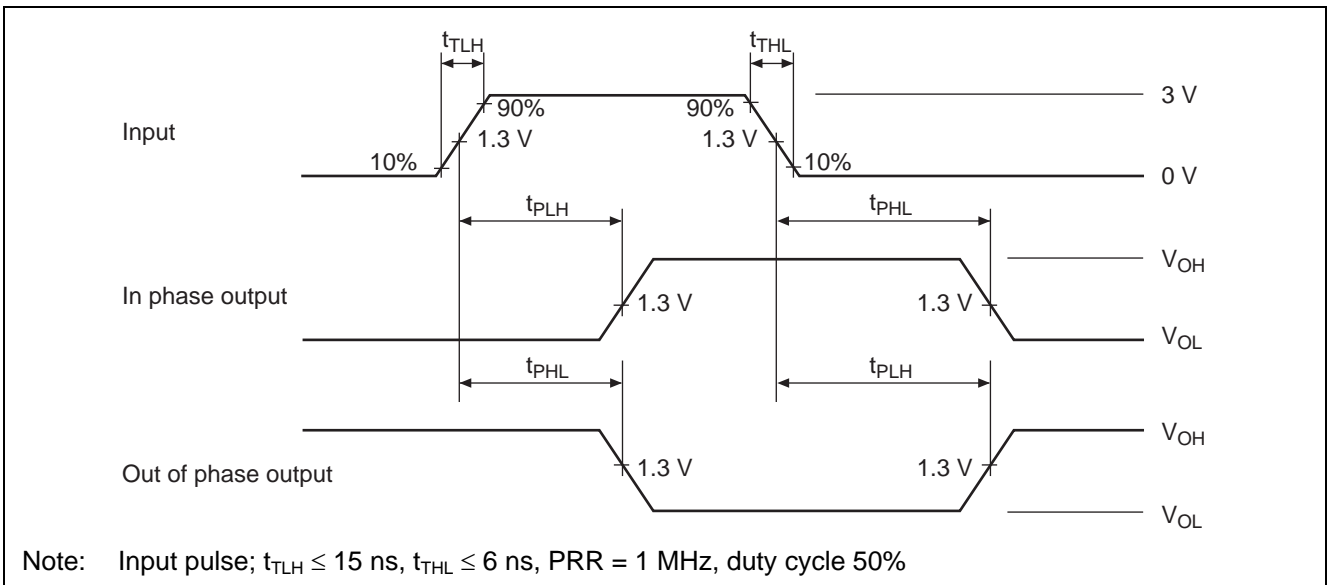 tTLH tTHL
3 V
90% 90%
Input 1.3 V 1.3 V
10% 10%
0 V
tPLH tPHL
VOH
In phase output 1.3 V 1.3 V
VOL
tPHL tPLH
VOH
Out of phase output 1.3 V 1.3 V
VOL
Note: Input pulse; tTLH ≤ 15 ns, tTHL ≤ 6 ns, PRR = 1 MHz, duty cycle 50%